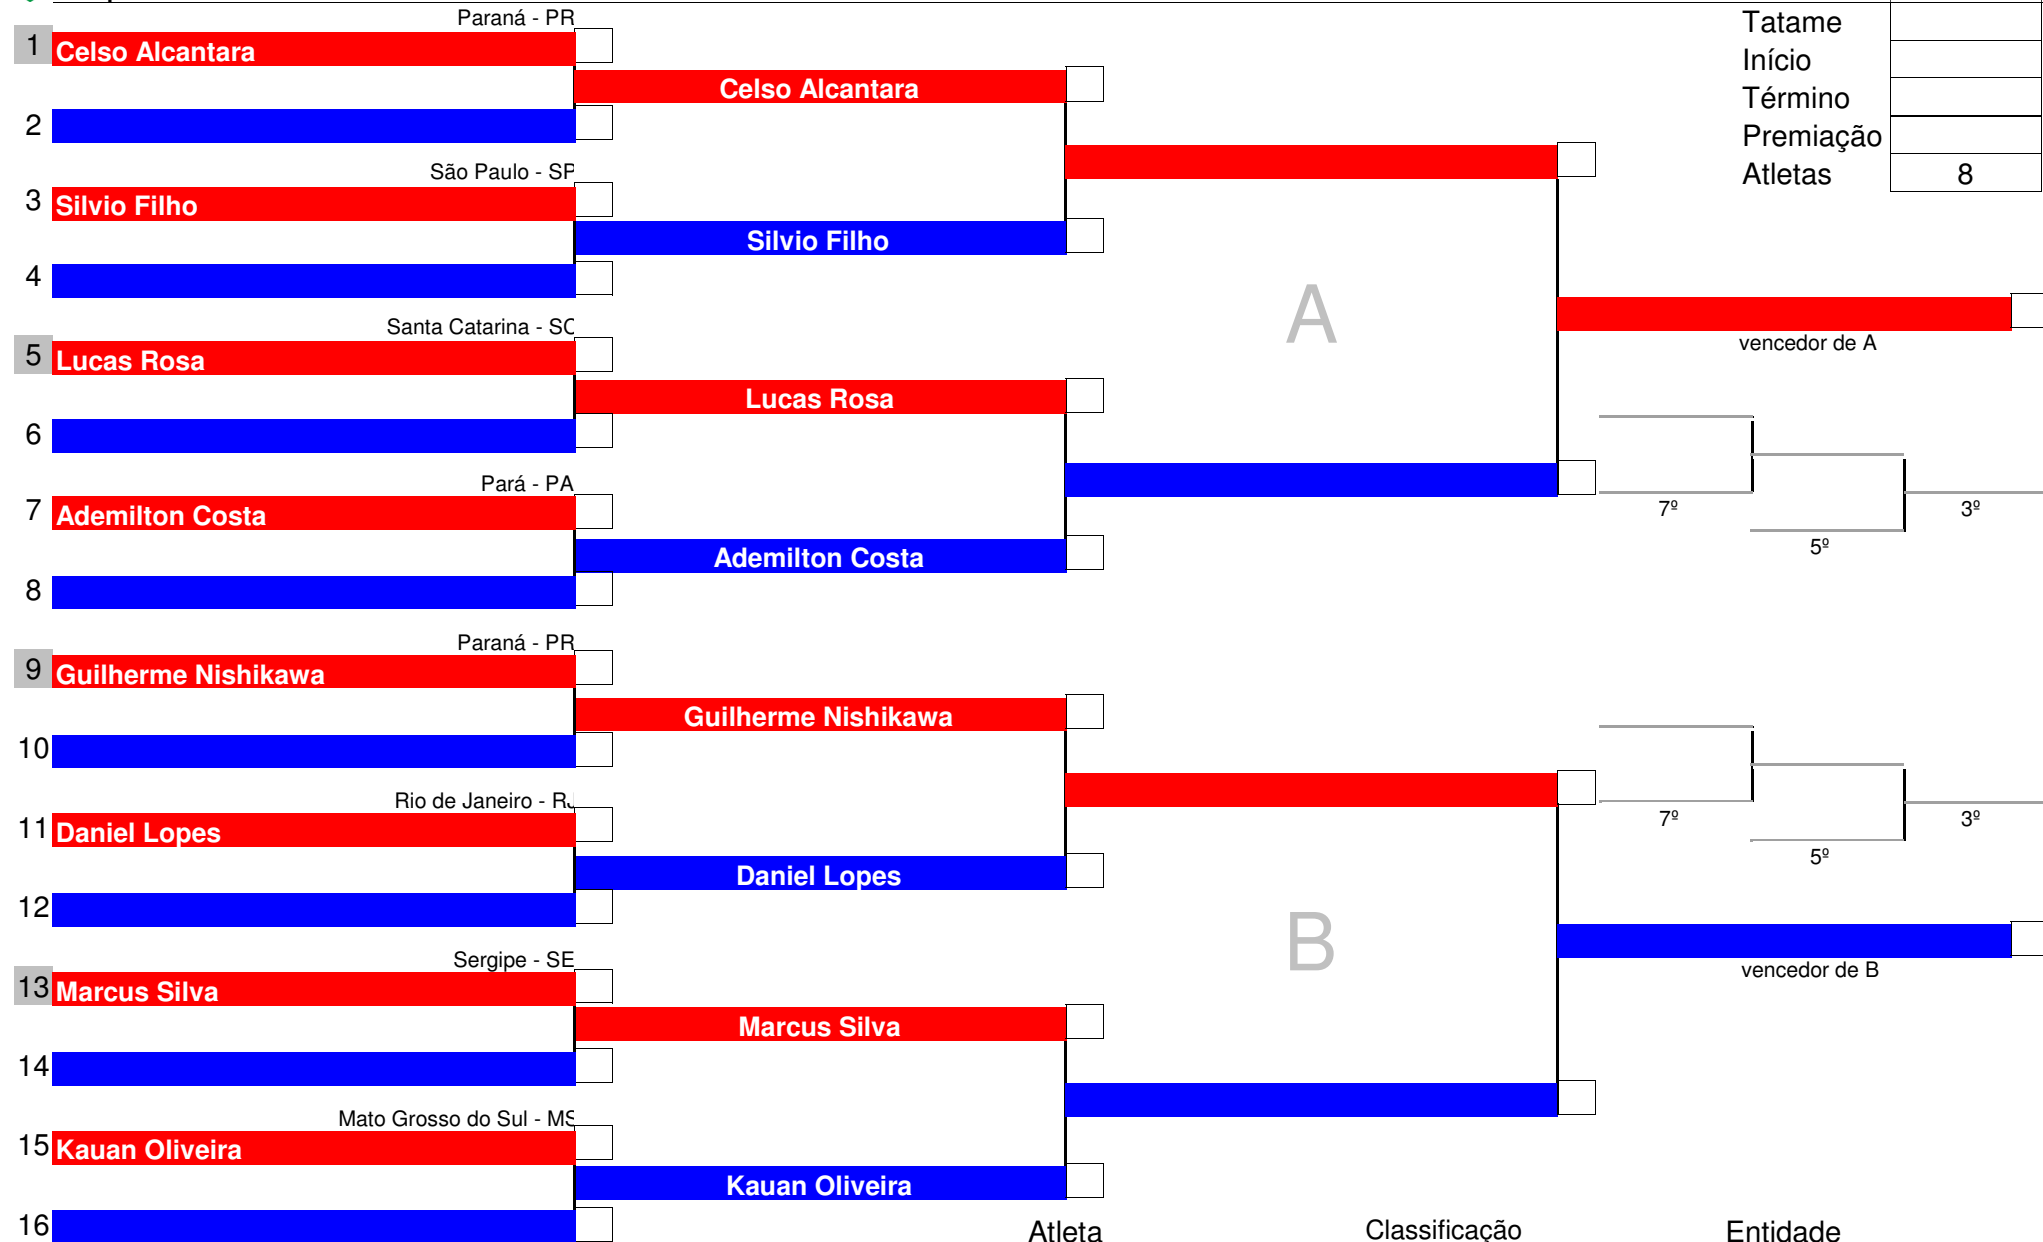 Paraná - PR
Tatame
1 Celso Alcantara
Início
Celso Alcantara
Término
2
Premiação
São Paulo - SP
Atletas 8
3 Silvio Filho
Silvio Filho
4
A
Santa Catarina - SC
vencedor de A
5 Lucas Rosa
Lucas Rosa
6
Pará - PA
7 Ademilton Costa
7º 3º
5º
Ademilton Costa
8
Paraná - PR
9 Guilherme Nishikawa
Guilherme Nishikawa
10
Rio de Janeiro - RJ
11 Daniel Lopes
7º 3º
5º
Daniel Lopes
12
B
Sergipe - SE
vencedor de B
13 Marcus Silva
Marcus Silva
14
Mato Grosso do Sul - MS
15 Kauan Oliveira
Kauan Oliveira
16
Atleta Classificação Entidade